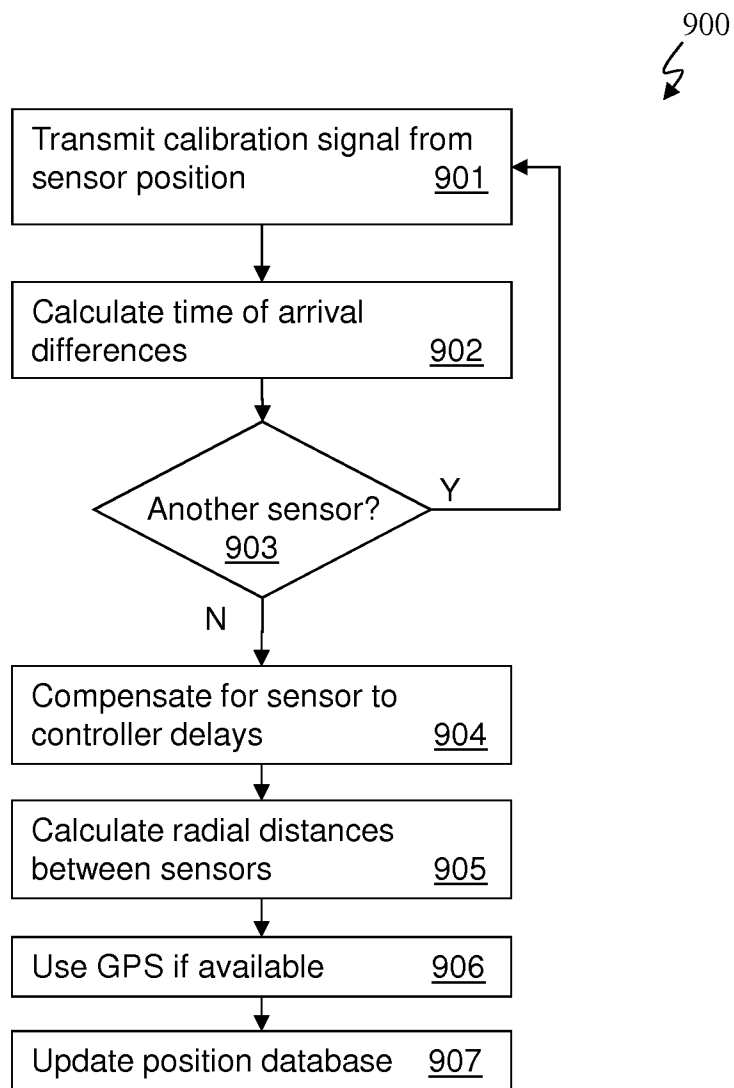 900
Transmit calibration signal from
sensor position 901
Calculate time of arrival
differences 902
Y
Another sensor?
903
N
Compensate for sensor to
controller delays 904
Calculate radial distances
between sensors 905
Use GPS if available 906
Update position database 907